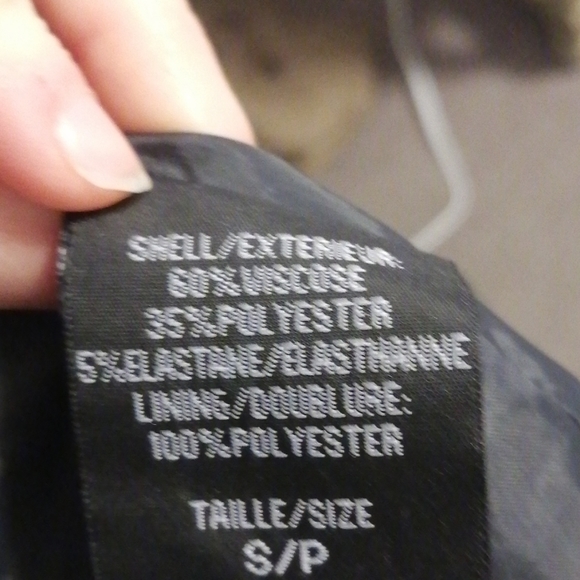 SHELL/EXTERIEUR:
60%VISCOSE
35%POLYESTER
5%ELASTANE/ELASTHANNE
LINING/DOUBLURE:
100%POLYESTER
TAILLE/SIZE
S/P